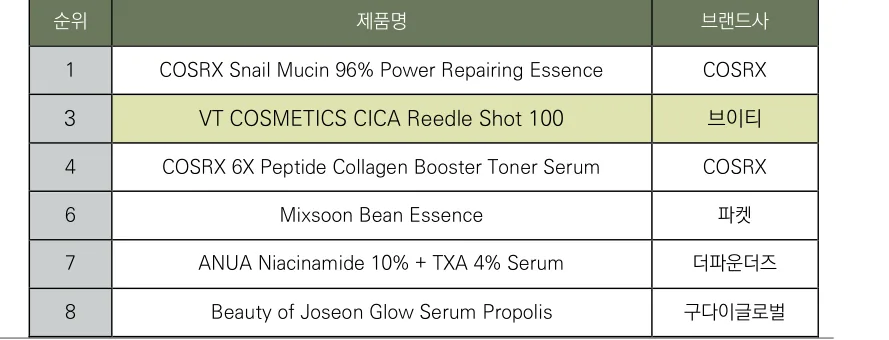 순위 제품명 브랜드사
1 COSRX Snail Mucin 96% Power Repairing Essence COSRX
3 VT COSMETICS CICA Reedle Shot 100 브이티
4 COSRX 6X Peptide Collagen Booster Toner Serum COSRX
6 Mixsoon Bean Essence 파켓
7 ANUA Niacinamide 10% + TXA 4% Serum 더파운더즈
8 Beauty of Joseon Glow Serum Propolis 구다이글로벌